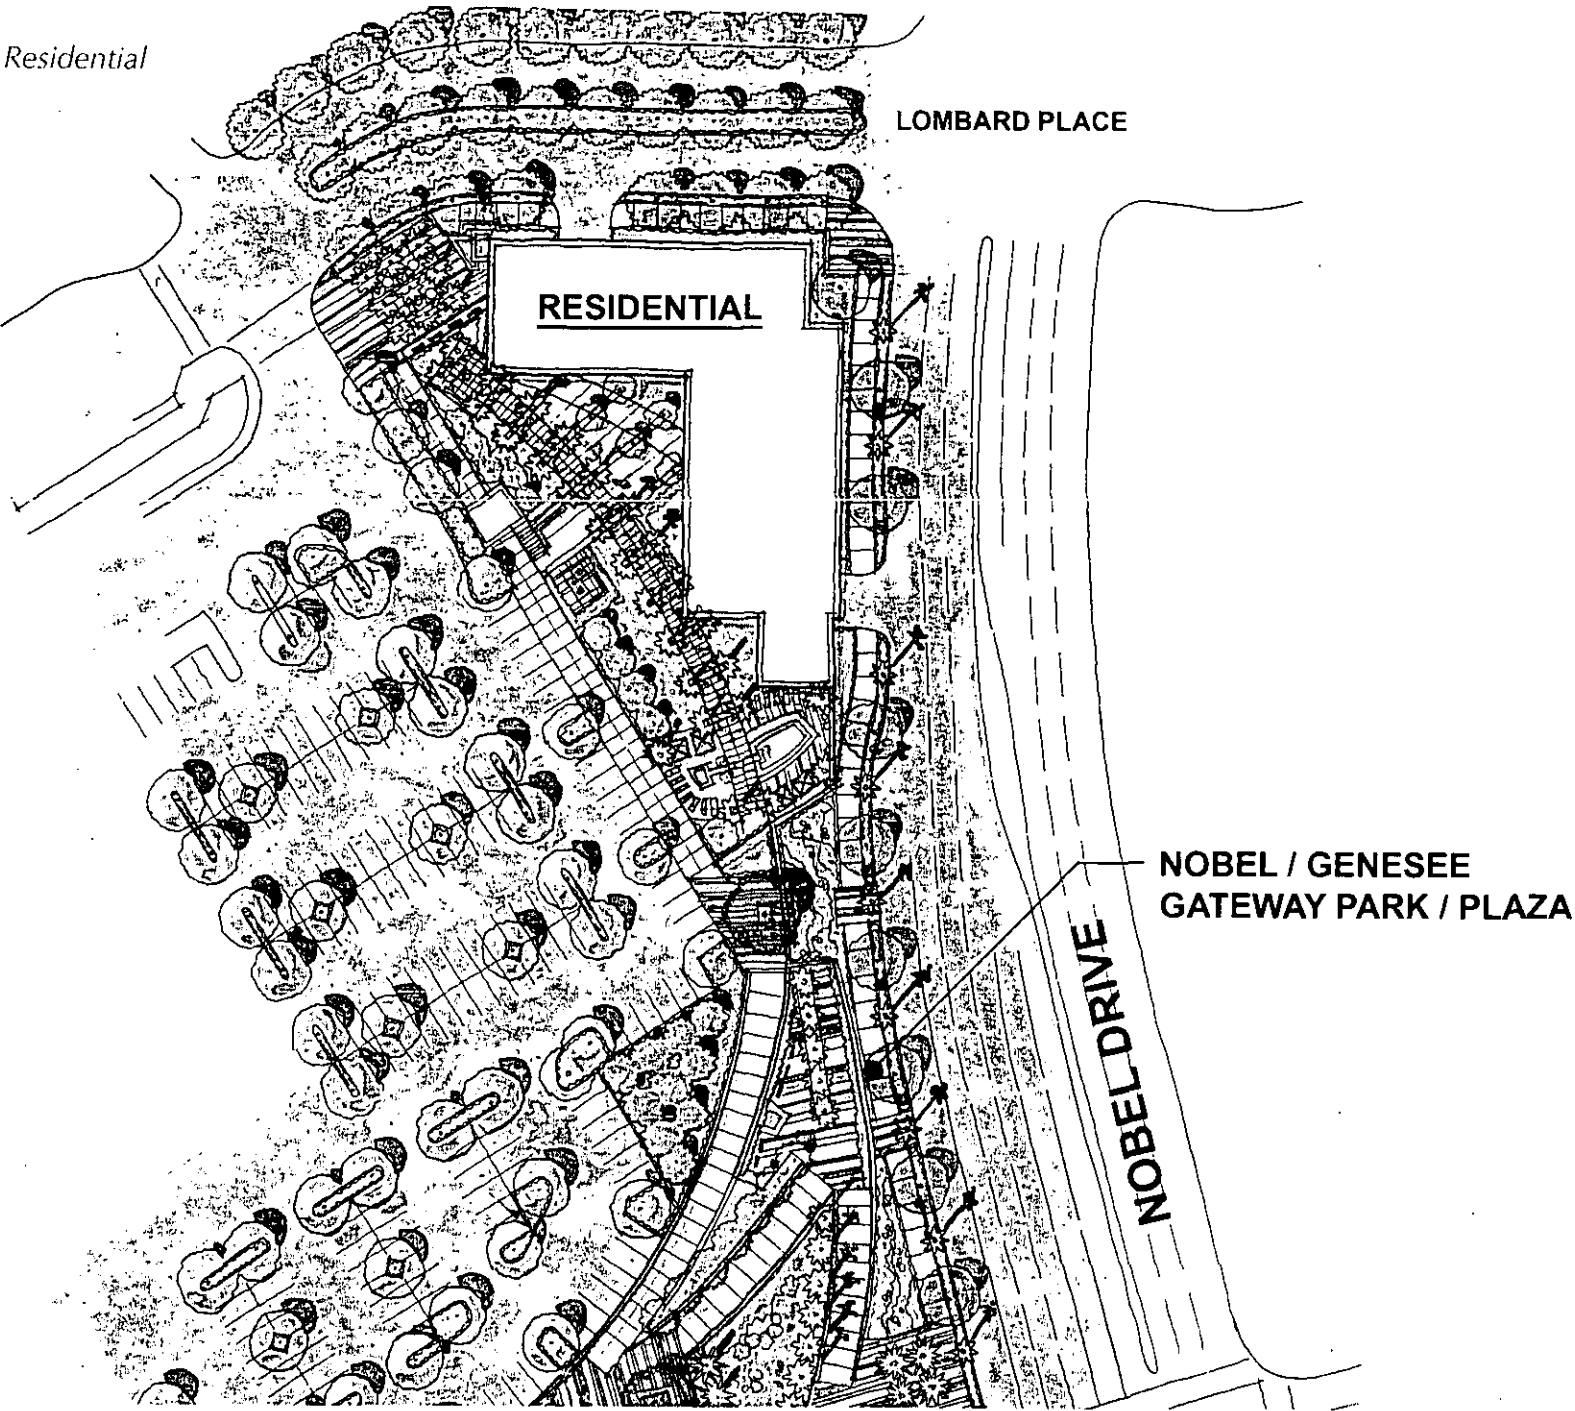 Residential
LOMBARD PLACE
RESIDENTIAL
NOBEL / GENESEE
GATEWAY PARK / PLAZA
NOBEL DRIVE